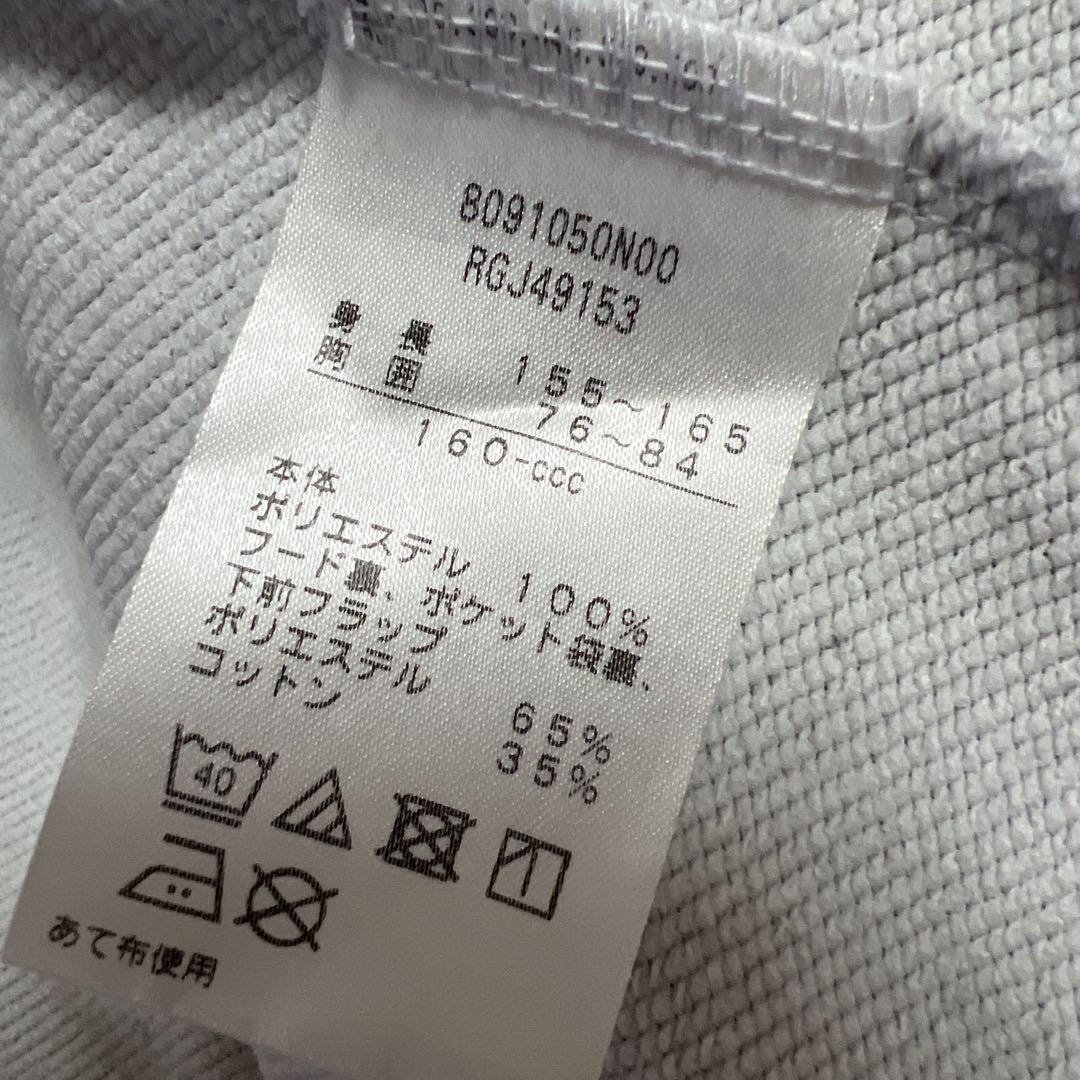 8091050N00
RGJ49153
身長 155~165
胸囲 76~84
160-ccc
本体
ポリエステル 100%
フード裏、ポケット袋裏、
下前フラップ
ポリエステル 65%
コットン 35%
40
あて布使用